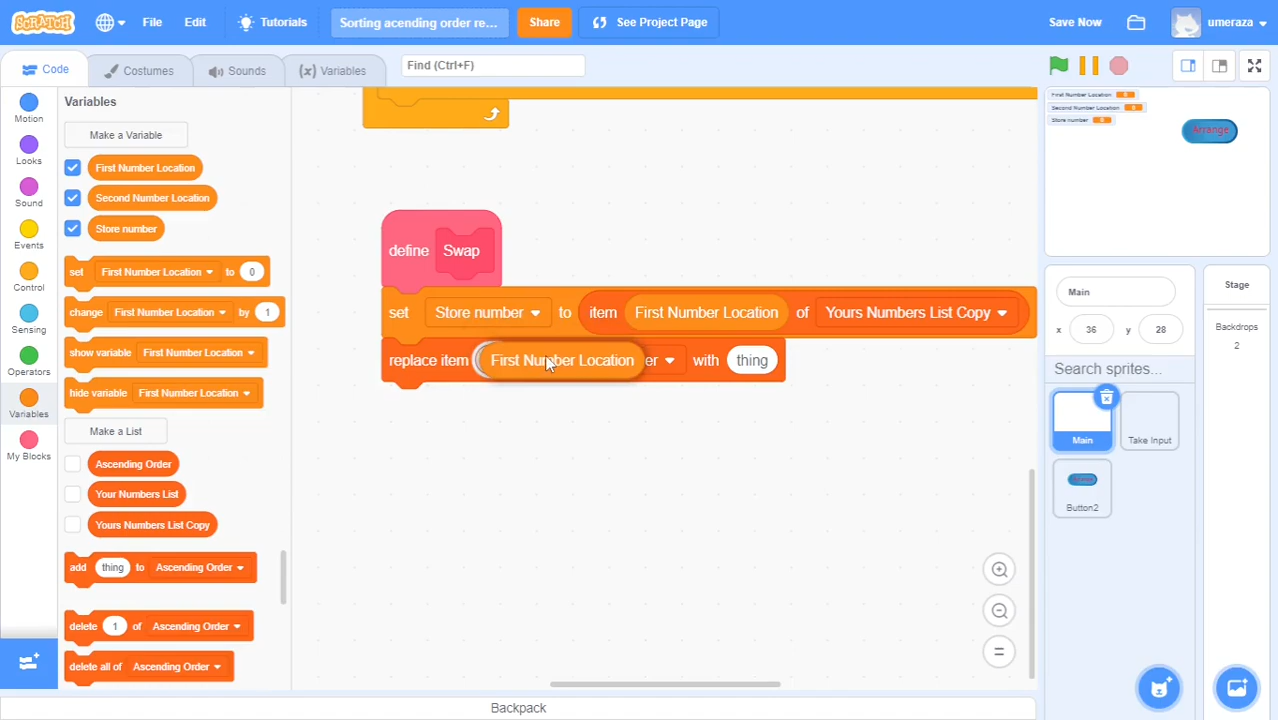 SCRATCH File Edit Tutorials Sorting acending order re... Share See Project Page Save Now umeraza
Code Costumes Sounds (x) Variables Find (Ctrl+F)
Motion
Looks
Sound
Events
Control
Sensing
Operators
Variables
My Blocks
Variables
Make a Variable
First Number Location
Second Number Location
Store number
set First Number Location to 0
change First Number Location by 1
show variable First Number Location
hide variable First Number Location
Make a List
Ascending Order
Your Numbers List
Yours Numbers List Copy
add thing to Ascending Order
delete 1 of Ascending Order
delete all of Ascending Order
define Swap
set Store number to item First Number Location of Yours Numbers List Copy
replace item First Number Location er with thing
First Number Location
Second Number Location
Store number
Arrange
Main
x 36 y 28
Search sprites...
Main
Take Input
Button2
Stage
Backdrops
2
Backpack